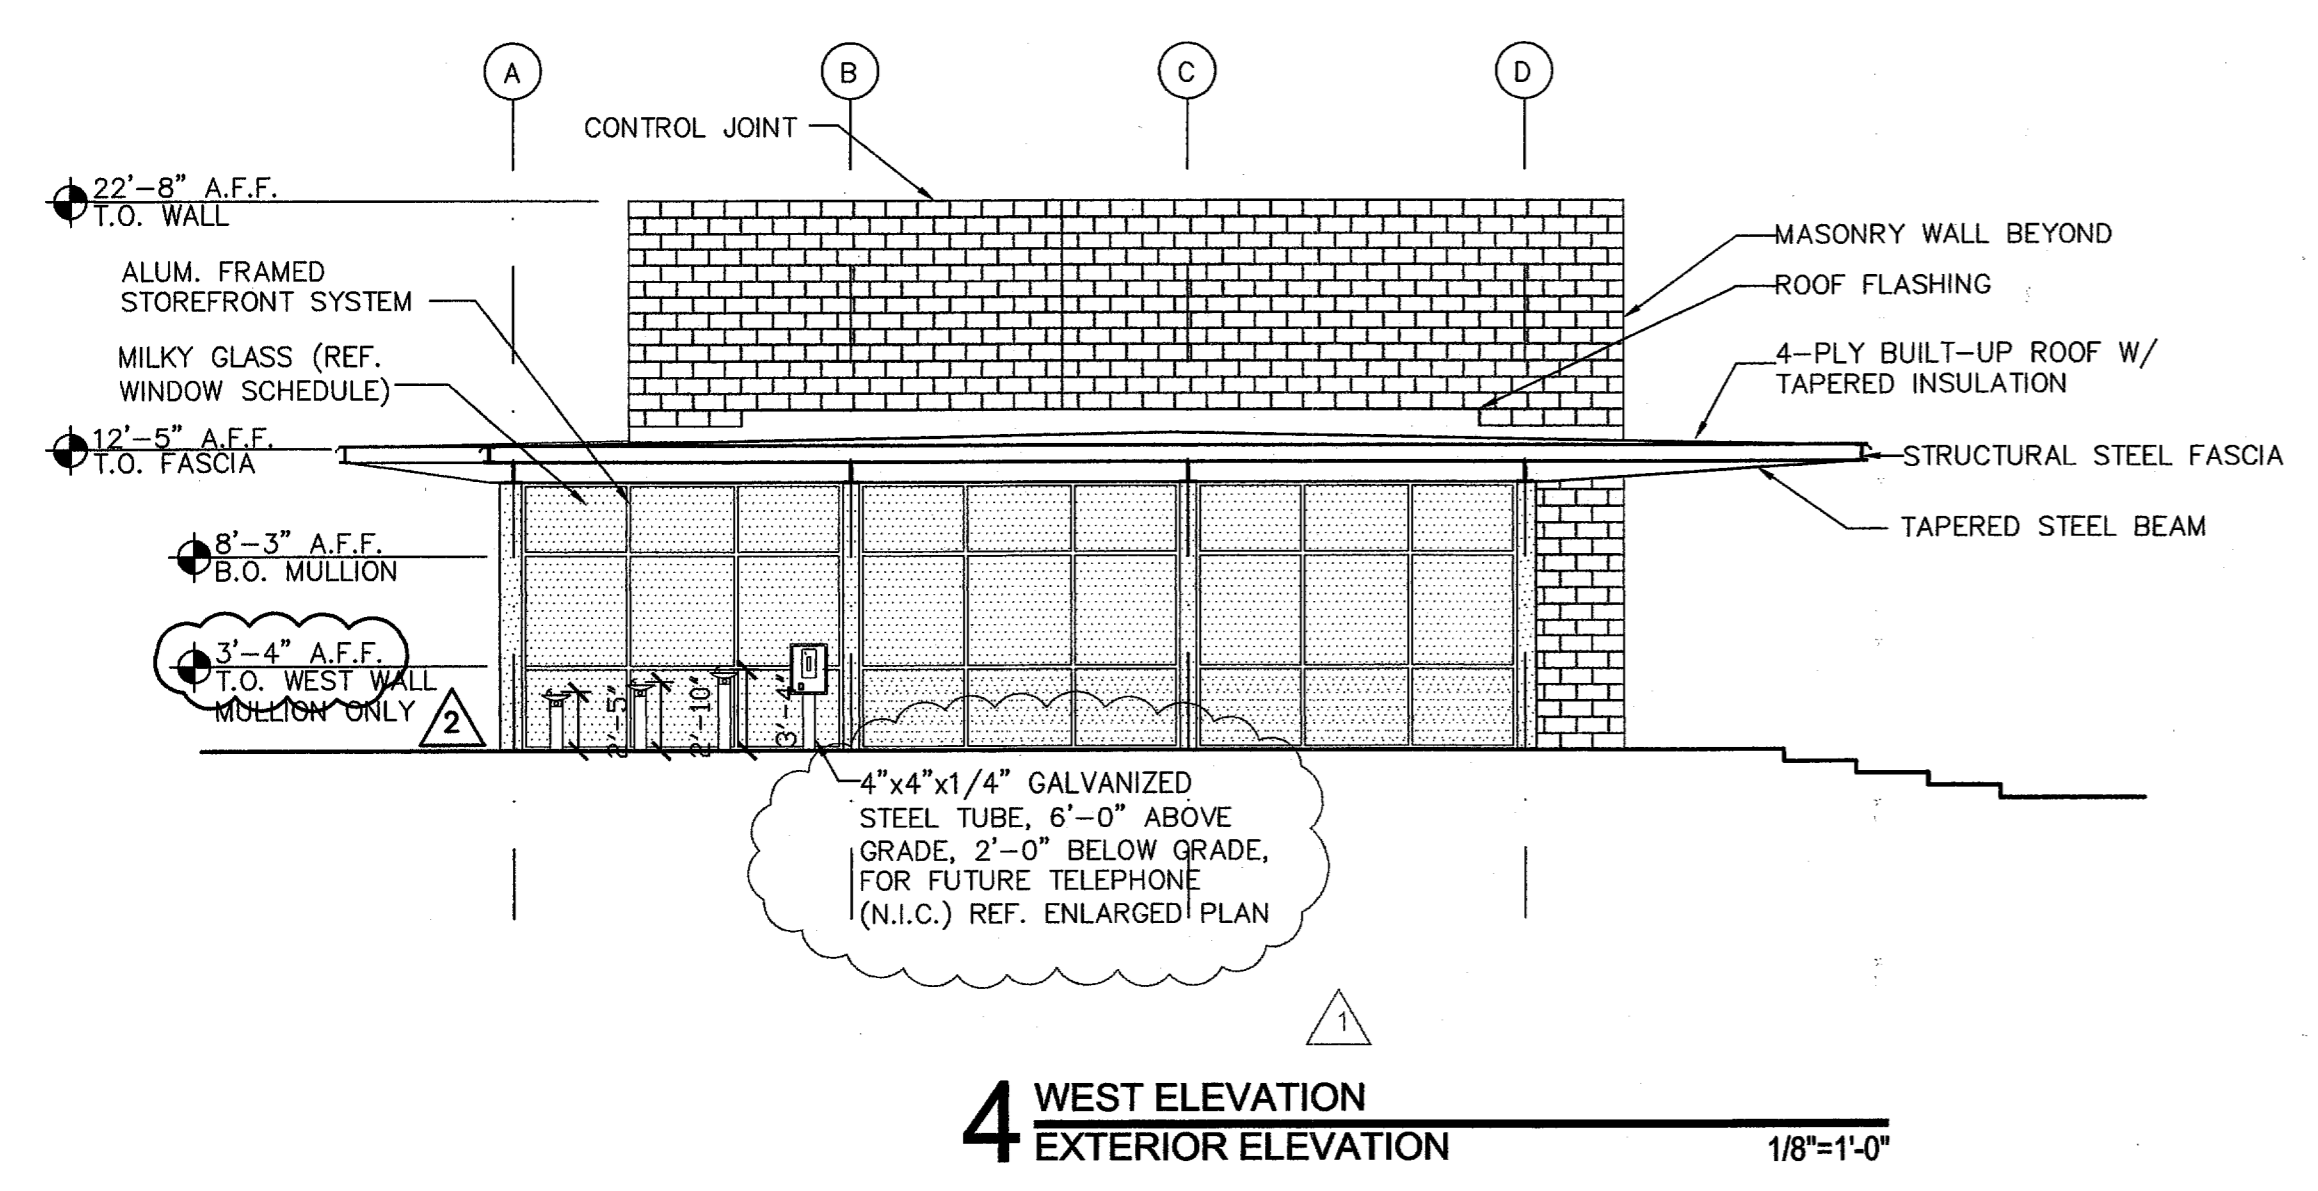 A
B
C
D
CONTROL JOINT
22'-8" A.F.F.
T.O. WALL
ALUM. FRAMED
STOREFRONT SYSTEM
MILKY GLASS (REF.
WINDOW SCHEDULE)
12'-5" A.F.F.
T.O. FASCIA
8'-3" A.F.F.
B.O. MULLION
3'-4" A.F.F.
T.O. WEST WALL
MULLION ONLY
2
MASONRY WALL BEYOND
ROOF FLASHING
4-PLY BUILT-UP ROOF W/
TAPERED INSULATION
STRUCTURAL STEEL FASCIA
TAPERED STEEL BEAM
2'-5"
2'-10"
3'-4"
4"x4"x1/4" GALVANIZED
STEEL TUBE, 6'-0" ABOVE
GRADE, 2'-0" BELOW GRADE,
FOR FUTURE TELEPHONE
(N.I.C.) REF. ENLARGED PLAN
1
4
WEST ELEVATION
EXTERIOR ELEVATION
1/8"=1'-0"